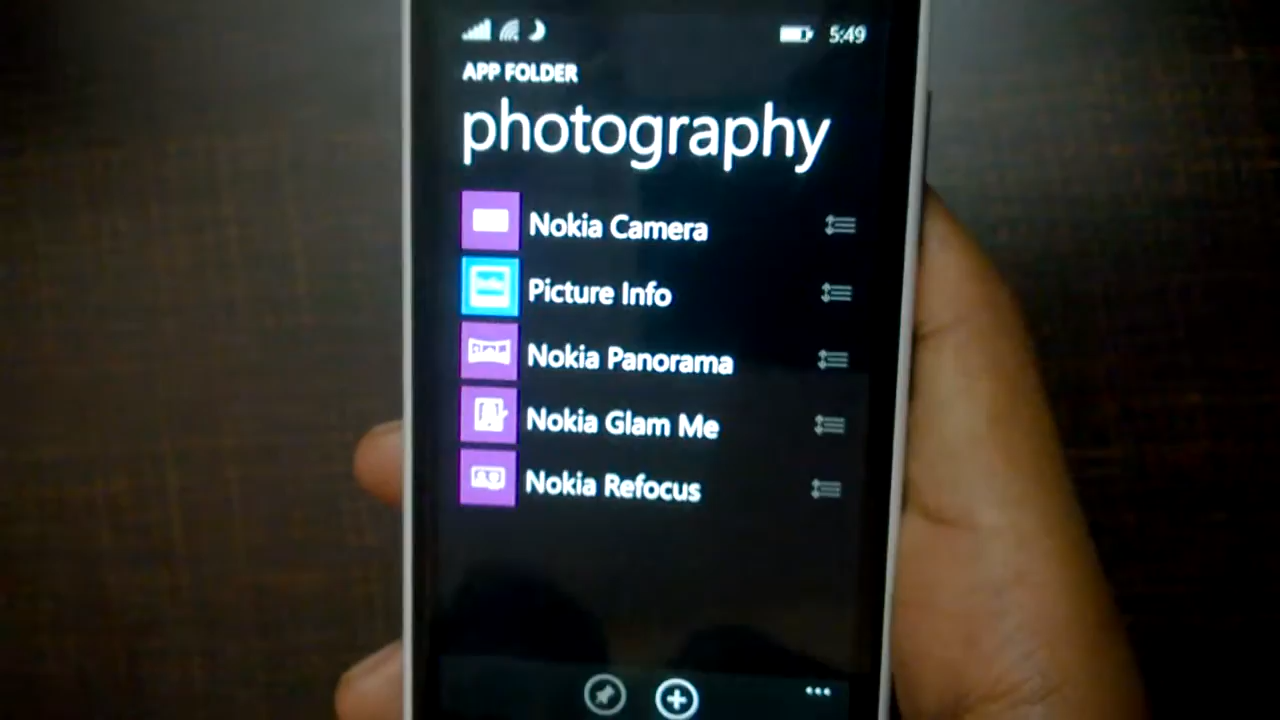 5:49
APP FOLDER
photography
Nokia Camera
Picture Info
Nokia Panorama
Nokia Glam Me
Nokia Refocus